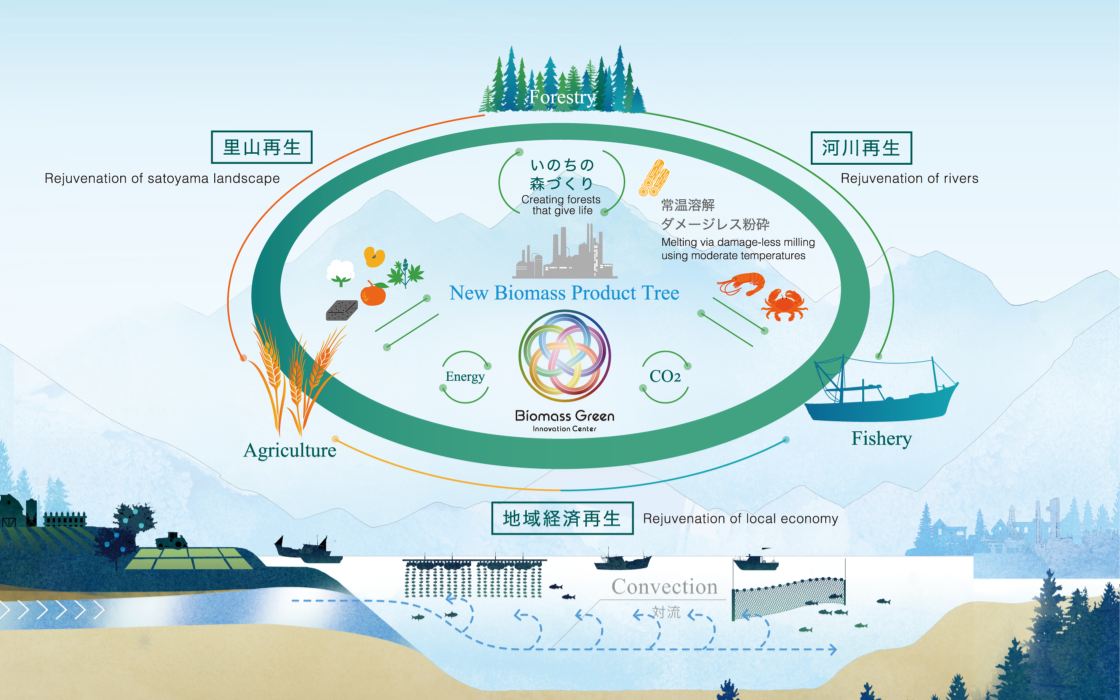 Forestry
里山再生
Rejuvenation of satoyama landscape
河川再生
Rejuvenation of rivers
いのちの
森づくり
Creating forests
that give life
常温溶解
ダメージレス粉砕
Melting via damage-less milling
using moderate temperatures
New Biomass Product Tree
Energy
CO2
Biomass Green
Innovation Center
Agriculture
Fishery
地域経済再生
Rejuvenation of local economy
Convection
対流